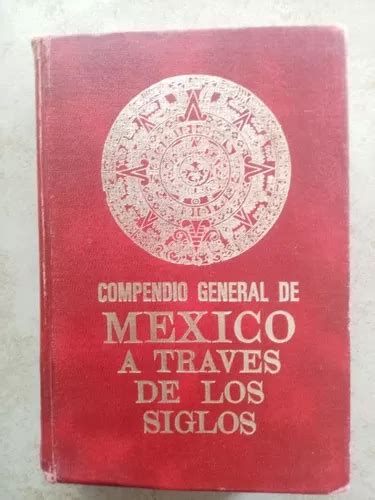 COMPENDIO GENERAL DE
MEXICO
A TRAVES
DE LOS
SIGLOS